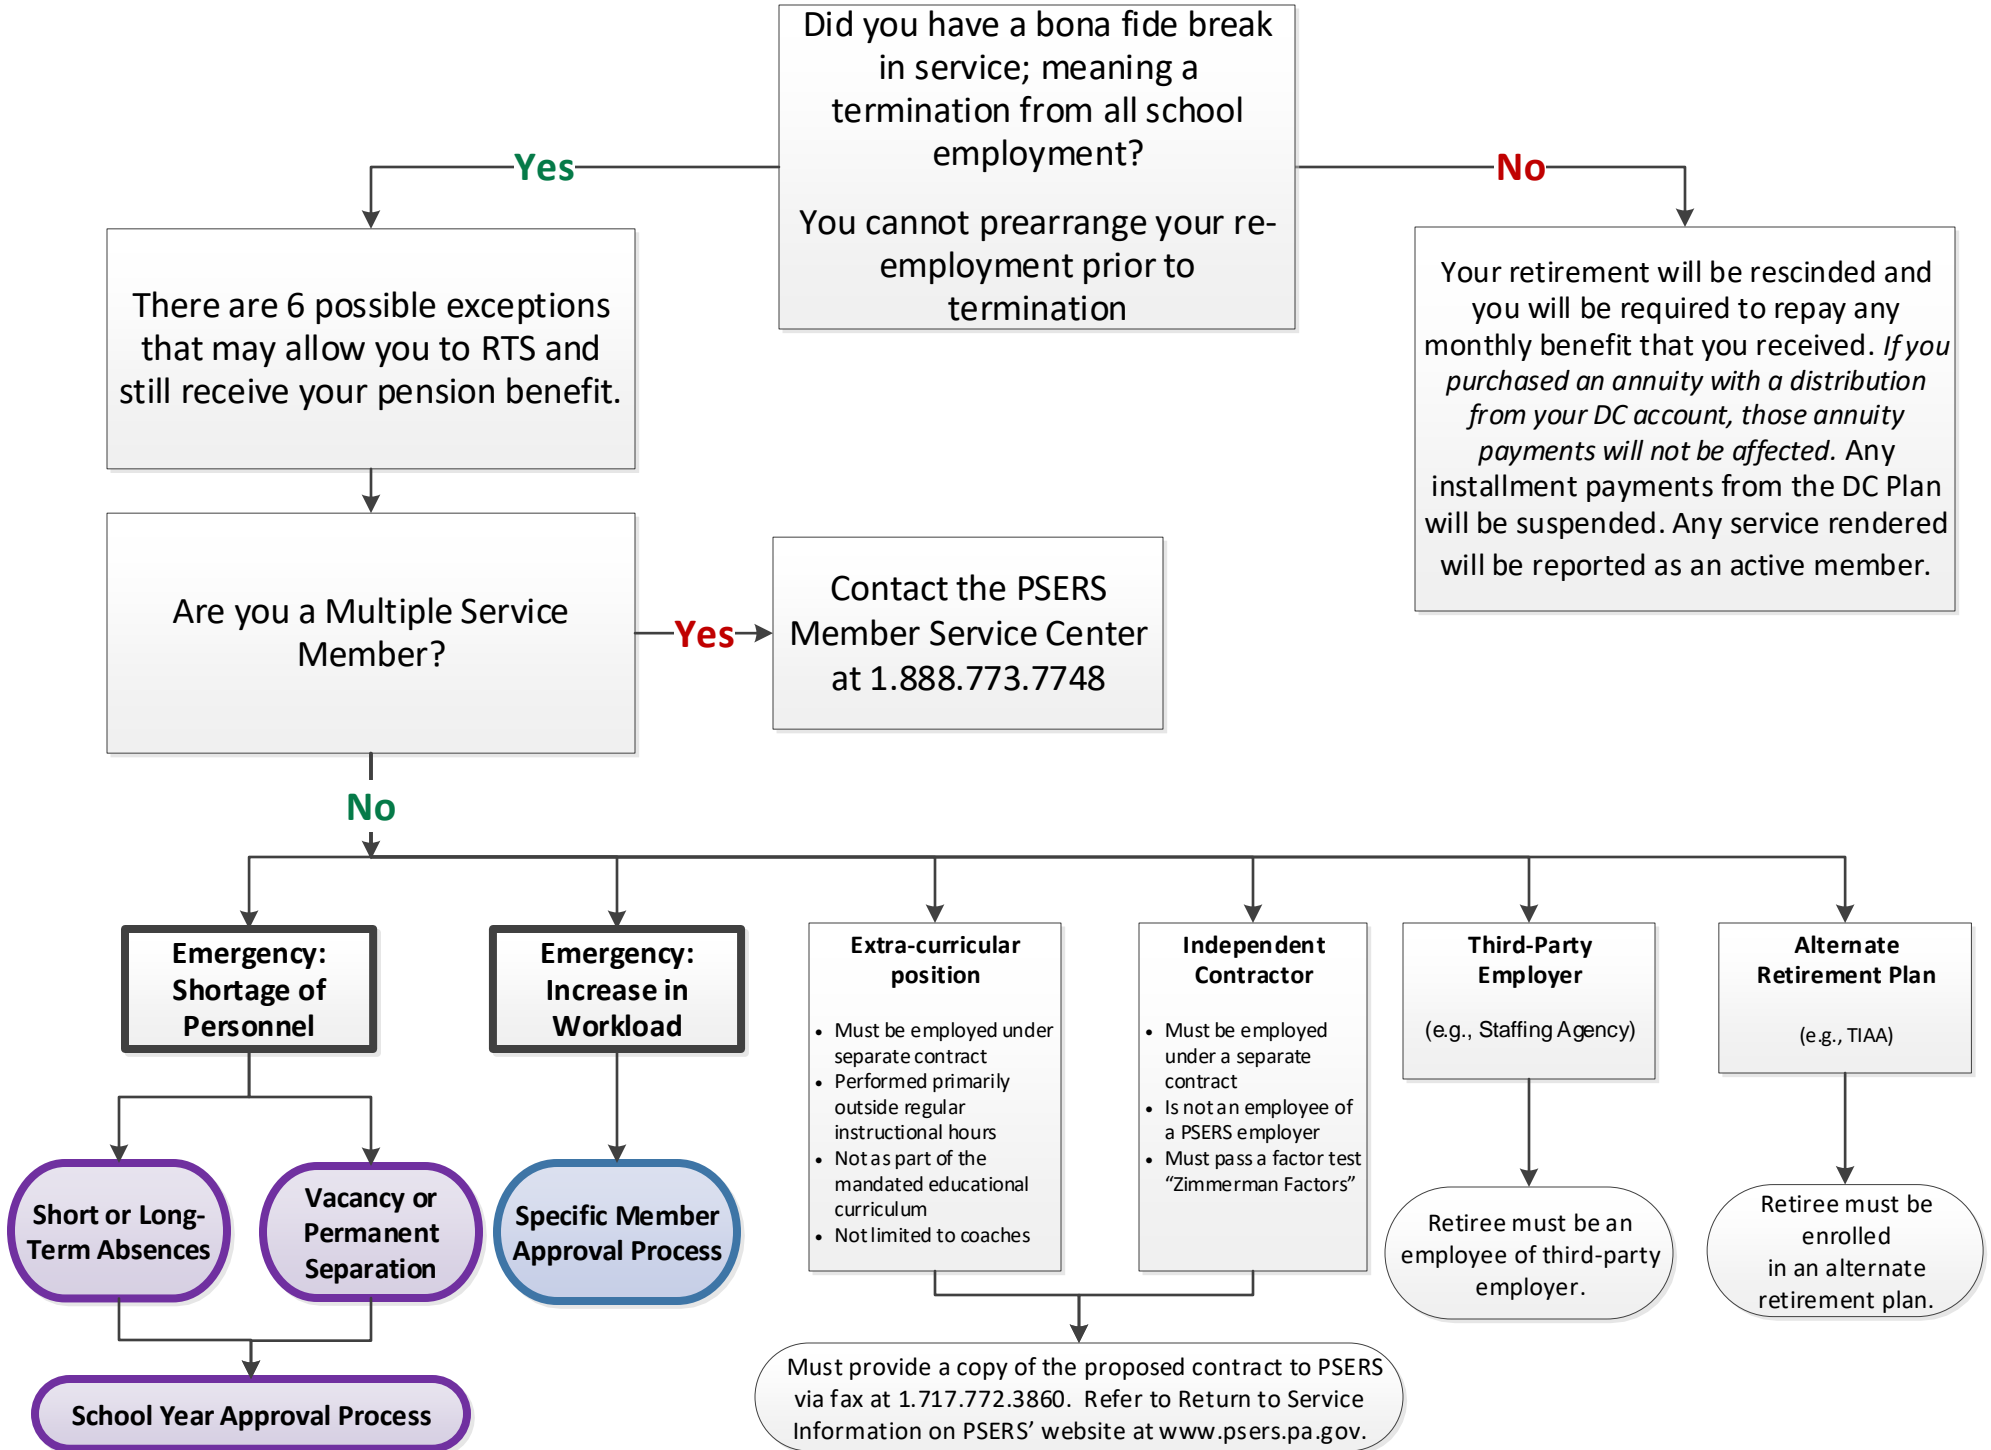 Did you have a bona fide break
in service; meaning a
termination from all school
employment?
You cannot prearrange your re-
employment prior to
termination
Yes
No
There are 6 possible exceptions
that may allow you to RTS and
still receive your pension benefit.
Your retirement will be rescinded and
you will be required to repay any
monthly benefit that you received. If you
purchased an annuity with a distribution
from your DC account, those annuity
payments will not be affected. Any
installment payments from the DC Plan
will be suspended. Any service rendered
will be reported as an active member.
Are you a Multiple Service
Member?
Yes
Contact the PSERS
Member Service Center
at 1.888.773.7748
No
Emergency:
Shortage of
Personnel
Emergency:
Increase in
Workload
Extra-curricular
position
• Must be employed under
separate contract
• Performed primarily
outside regular
instructional hours
• Not as part of the
mandated educational
curriculum
• Not limited to coaches
Independent
Contractor
• Must be employed
under a separate
contract
• Is not an employee of
a PSERS employer
• Must pass a factor test
“Zimmerman Factors”
Third-Party
Employer
(e.g., Staffing Agency)
Alternate
Retirement Plan
(e.g., TIAA)
Short or Long-
Term Absences
Vacancy or
Permanent
Separation
Specific Member
Approval Process
Retiree must be an
employee of third-party
employer.
Retiree must be
enrolled
in an alternate
retirement plan.
School Year Approval Process
Must provide a copy of the proposed contract to PSERS
via fax at 1.717.772.3860. Refer to Return to Service
Information on PSERS’ website at www.psers.pa.gov.